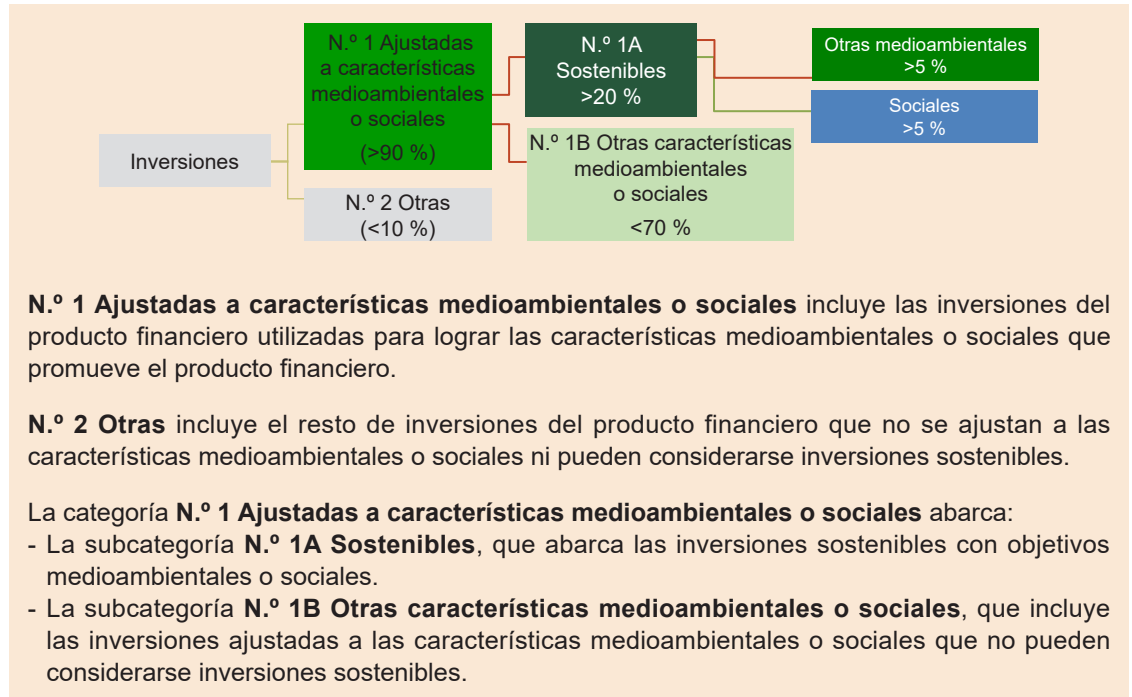 Inversiones
N.º 1 Ajustadas
a características
medioambientales
o sociales
(>90 %)
N.º 2 Otras
(<10 %)
N.º 1A
Sostenibles
>20 %
N.º 1B Otras características
medioambientales
o sociales
<70 %
Otras medioambientales
>5 %
Sociales
>5 %
N.º 1 Ajustadas a características medioambientales o sociales incluye las inversiones del
producto financiero utilizadas para lograr las características medioambientales o sociales que
promueve el producto financiero.
N.º 2 Otras incluye el resto de inversiones del producto financiero que no se ajustan a las
características medioambientales o sociales ni pueden considerarse inversiones sostenibles.
La categoría N.º 1 Ajustadas a características medioambientales o sociales abarca:
- La subcategoría N.º 1A Sostenibles, que abarca las inversiones sostenibles con objetivos
medioambientales o sociales.
- La subcategoría N.º 1B Otras características medioambientales o sociales, que incluye
las inversiones ajustadas a las características medioambientales o sociales que no pueden
considerarse inversiones sostenibles.